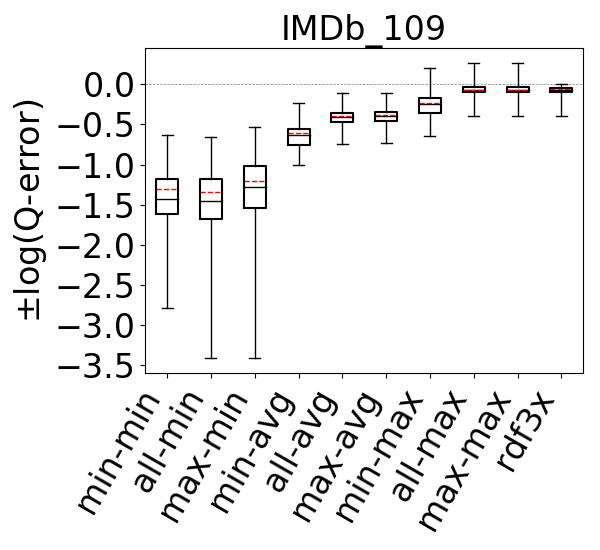 IMDb_109
±log(Q-error)
0.0
−0.5
−1.0
−1.5
−2.0
−2.5
−3.0
−3.5
min-min
all-min
max-min
min-avg
all-avg
max-avg
min-max
all-max
max-max
rdf3x